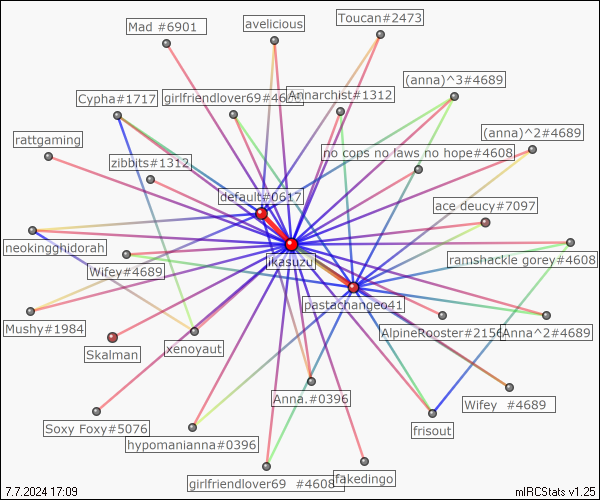 Toucan#2473
Mad #6901
avelicious
(anna)^3#4689
Cypha#1717
girlfriendlover69#46
Annarchist#1312
rattgaming
(anna)^2#4689
zibbits#1312
no cops no laws no hope#4608
default#0617
ace deucy#7097
neokingghidorah
ikasuzu
Wifey#4689
ramshackle gorey#4608
pastachangeo41
Mushy#1984
AlpineRooster#2150
Anna^2#4689
Skalman
xenoyaut
Anna.#0396
Wifey #4689
Soxy Foxy#5076
frisout
hypomanianna#0396
fakedingo
girlfriendlover69 #4608
7.7.2024 17:09
mIRCStats v1.25